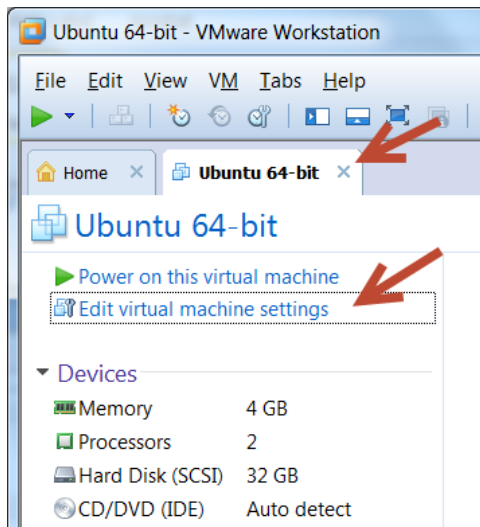 Ubuntu 64-bit - VMware Workstation
File Edit View VM Tabs Help
Home Ubuntu 64-bit
Ubuntu 64-bit
Power on this virtual machine
Edit virtual machine settings
Devices
Memory 4 GB
Processors 2
Hard Disk (SCSI) 32 GB
CD/DVD (IDE) Auto detect